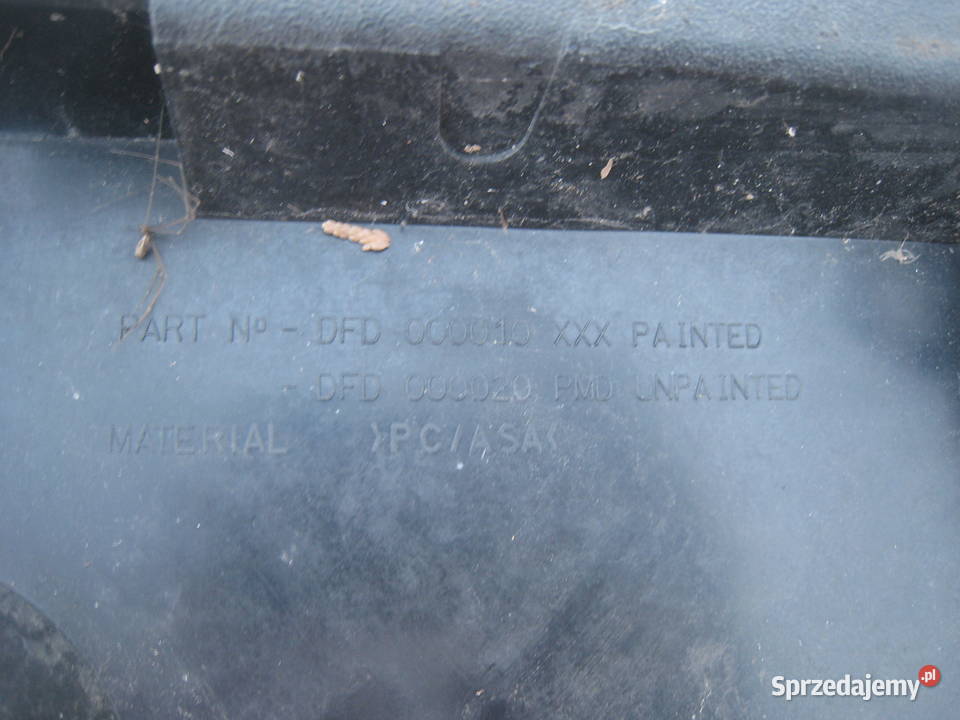 PART Nº - DFD 000010 XXX PAINTED
- DFD 000020 PMD UNPAINTED
MATERIAL >PC/ASA<
Sprzedajemy.pl